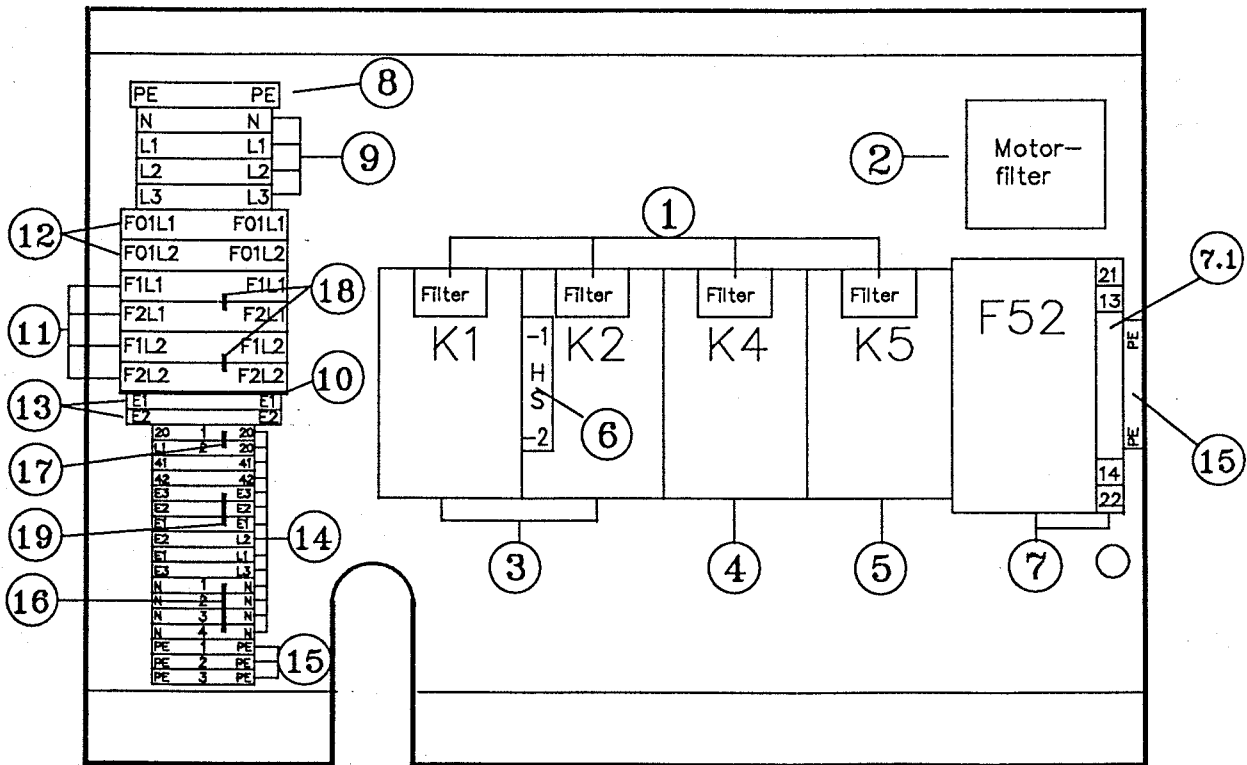 PE PE
8
N N
L1 L1
L2 L2
L3 L3
9
2
Motor-
filter
12
F01L1 F01L1
F01L2 F01L2
1
11
F1L1 F1L1
F2L1 F2L1
F1L2 F1L2
F2L2 F2L2
18
10
13
E1 E1
E2 E2
Filter
K1
-1
H
S
-2
6
Filter
K2
Filter
K4
Filter
K5
F52
21
13
14
22
7.1
PE
PE
15
17
20 1 20
L1 2 20
41 41
42 42
E3 E3
E2 E2
E1 E1
E2 L2
E1 L1
E3 L3
19
14
16
N 1 N
N 2 N
N 3 N
N 4 N
PE 1 PE
PE 2 PE
PE 3 PE
15
3
4
5
7